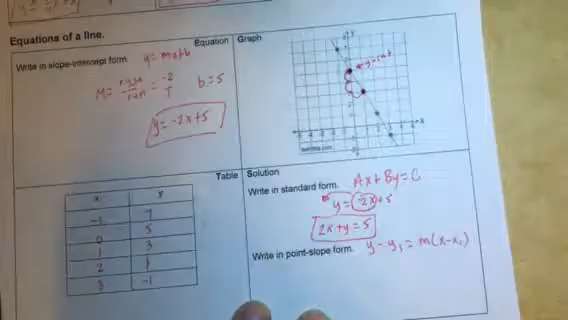 Equations of a line.
Equation
Graph
Write in slope-intercept form. y=mx+b
M= rise/run = -2/1 b=5
y=-2x+5
y-int
Table
Solution
x y
-1 7
0 5
1 3
2 1
3 -1
Write in standard form. Ax+By=C
y=-2x+5
2x+y=5
Write in point-slope form. y-y₁=m(x-x₁)